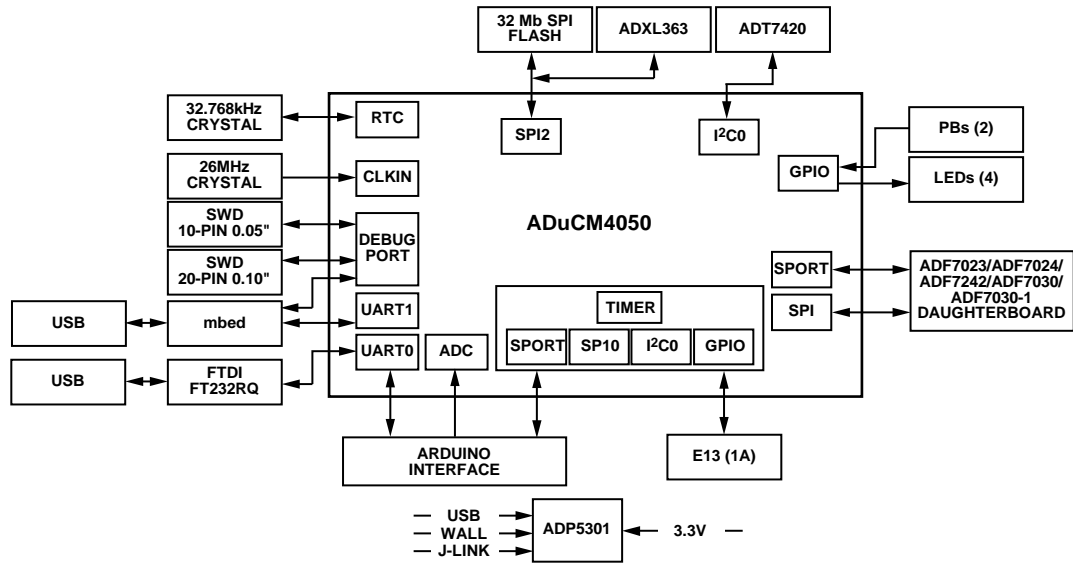 32 Mb SPI
FLASH
ADXL363
ADT7420
32.768kHz
CRYSTAL
RTC
SPI2
I²C0
PBs (2)
26MHz
CRYSTAL
CLKIN
GPIO
LEDs (4)
SWD
10-PIN 0.05"
DEBUG
PORT
ADuCM4050
SWD
20-PIN 0.10"
SPORT
ADF7023/ADF7024/
ADF7242/ADF7030/
ADF7030-1
DAUGHTERBOARD
USB
mbed
UART1
TIMER
SPI
USB
FTDI
FT232RQ
UART0
ADC
SPORT
SP10
I²C0
GPIO
ARDUINO
INTERFACE
E13 (1A)
USB
WALL
J-LINK
ADP5301
3.3V